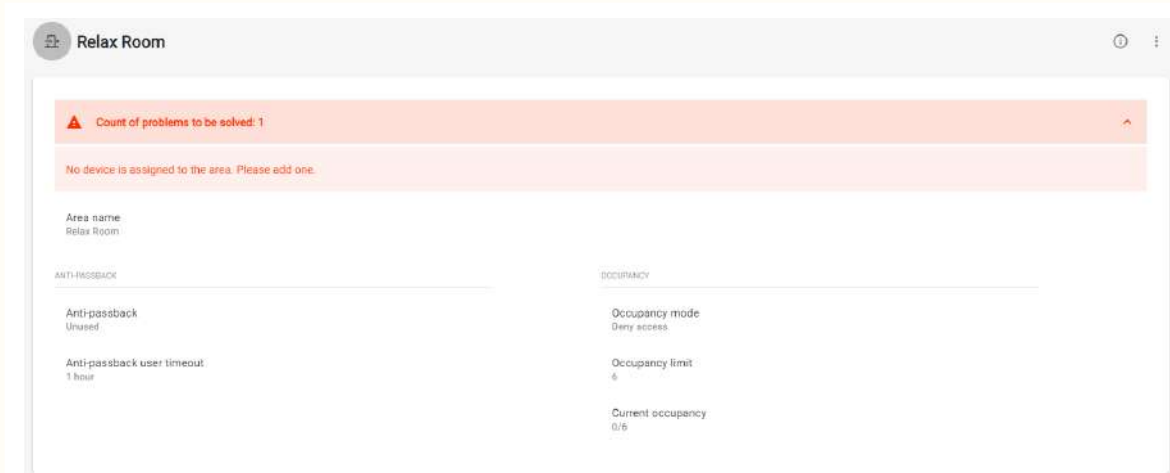 Relax Room
Count of problems to be solved: 1
No device is assigned to the area. Please add one.
Area name
Relax Room
ANTI-PASSBACK
Anti-passback
Unused
Anti-passback user timeout
1 hour
OCCUPANCY
Occupancy mode
Deny access
Occupancy limit
6
Current occupancy
0/6